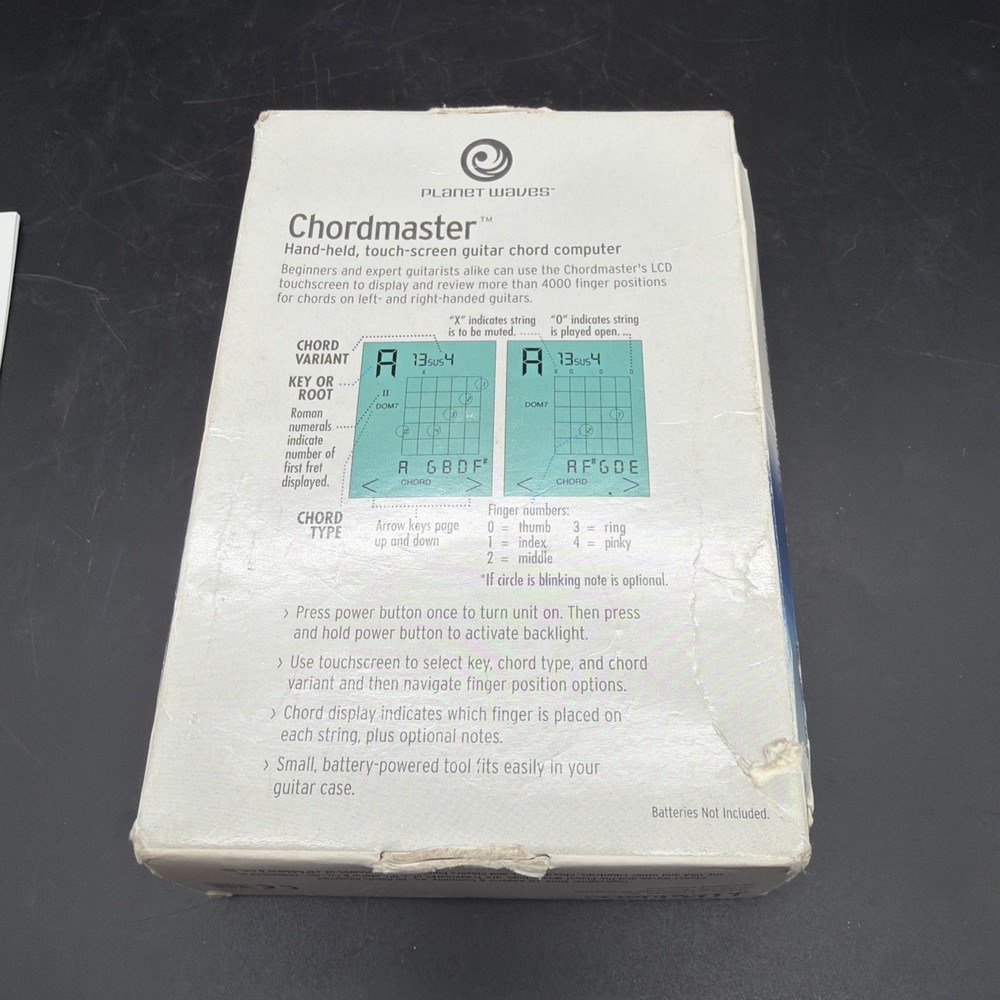 PLANET WAVES™
Chordmaster™
Hand-held, touch-screen guitar chord computer
Beginners and expert guitarists alike can use the Chordmaster's LCD
touchscreen to display and review more than 4000 finger positions
for chords on left- and right-handed guitars.
"X" indicates string
is to be muted.
"O" indicates string
is played open.
CHORD
VARIANT
KEY OR
ROOT
Roman
numerals
indicate
number of
first fret
displayed.
CHORD
TYPE
A 13sus4
X
II
DOM7
1
2
3
4
A GBDF#
< CHORD >
A 13sus4
X O O O
DOM7
1
2
AF#GDE
< CHORD >
Arrow keys page
up and down
Finger numbers:
0 = thumb 3 = ring
1 = index 4 = pinky
2 = middle
*If circle is blinking note is optional.
› Press power button once to turn unit on. Then press
and hold power button to activate backlight.
› Use touchscreen to select key, chord type, and chord
variant and then navigate finger position options.
› Chord display indicates which finger is placed on
each string, plus optional notes.
› Small, battery-powered tool fits easily in your
guitar case.
Batteries Not Included.